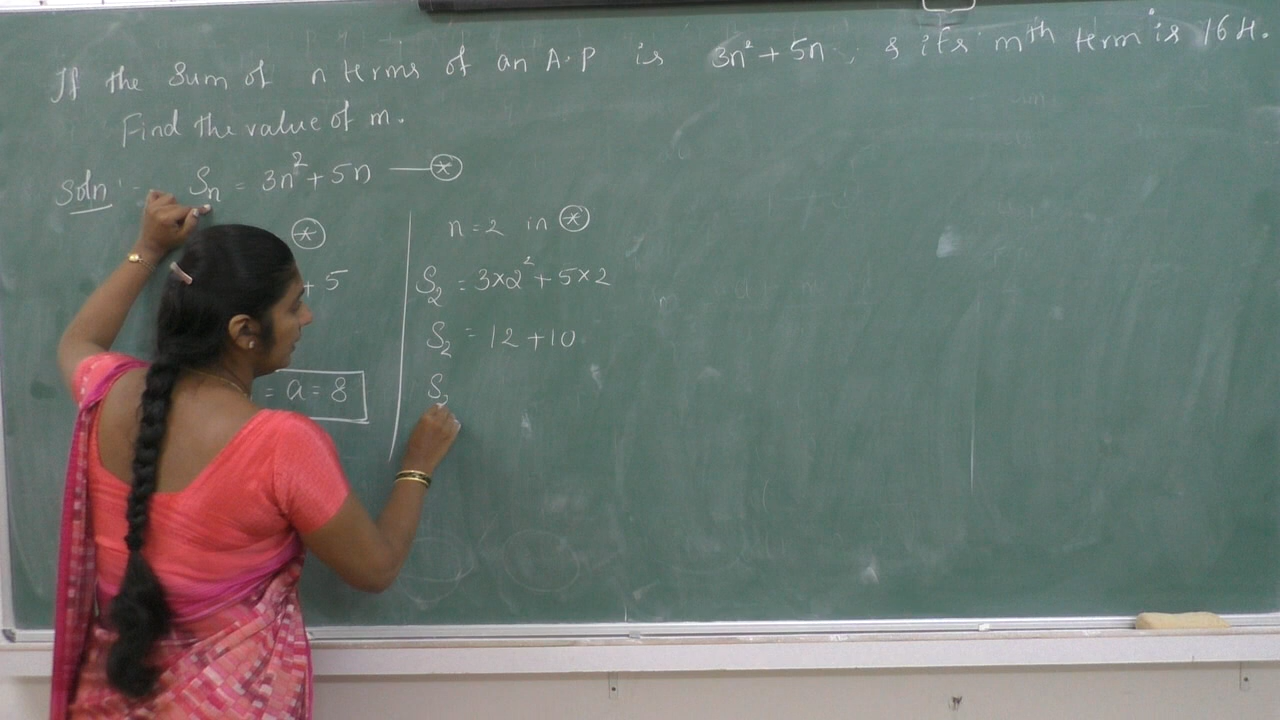 If the sum of n terms of an A.P is 3n² + 5n, & its mth term is 164.
Find the value of m.
Soln :- Sn = 3n² + 5n — ⊛
⊛
+ 5
= a = 8
n = 2 in ⊛
S₂ = 3×2² + 5×2
S₂ = 12 + 10
S₂